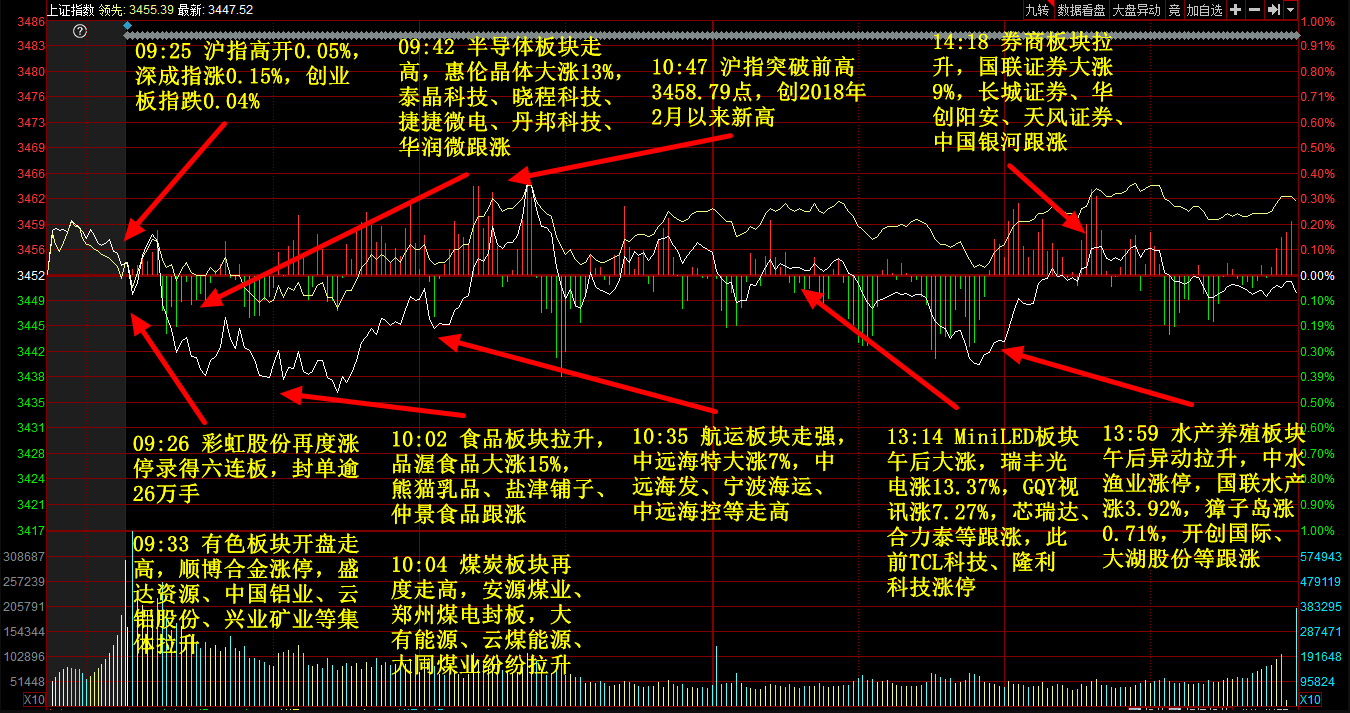 上证指数 领先: 3455.39 最新: 3447.52
九转 数据看盘 大盘异动 竞 加自选
3486
3483
3480
3476
3473
3469
3466
3462
3459
3456
3452
3449
3445
3442
3438
3435
3431
3428
3424
3421
3417
308687
257239
205791
154344
102896
51448
X10
09:25 沪指高开0.05%，
深成指涨0.15%，创业
板指跌0.04%
09:42 半导体板块走
高，惠伦晶体大涨13%，
泰晶科技、晓程科技、
捷捷微电、丹邦科技、
华润微跟涨
10:47 沪指突破前高
3458.79点，创2018年
2月以来新高
14:18 券商板块拉
升，国联证券大涨
9%，长城证券、华
创阳安、天风证券、
中国银河跟涨
09:26 彩虹股份再度涨
停录得六连板，封单逾
26万手
09:33 有色板块开盘走
高，顺博合金涨停，盛
达资源、中国铝业、云
铝股份、兴业矿业等集
体拉升
10:02 食品板块拉升，
品渥食品大涨15%，
熊猫乳品、盐津铺子、
仲景食品跟涨
10:04 煤炭板块再
度走高，安源煤业、
郑州煤电封板，大
有能源、云煤能源、
大同煤业纷纷拉升
10:35 航运板块走强，
中远海特大涨7%，中
远海发、宁波海运、
中远海控等走高
13:14 MiniLED板块
午后大涨，瑞丰光
电涨13.37%，GQY视
讯涨7.27%，芯瑞达、
合力泰等跟涨，此
前TCL科技、隆利
科技涨停
13:59 水产养殖板块
午后异动拉升，中水
渔业涨停，国联水产
涨3.92%，獐子岛涨
0.71%，开创国际、
大湖股份等跟涨
1.00%
0.91%
0.80%
0.71%
0.60%
0.50%
0.40%
0.30%
0.20%
0.10%
0.00%
0.10%
0.19%
0.30%
0.39%
0.50%
0.60%
0.70%
0.80%
0.90%
1.00%
574943
479119
383295
287471
191648
95824
X10